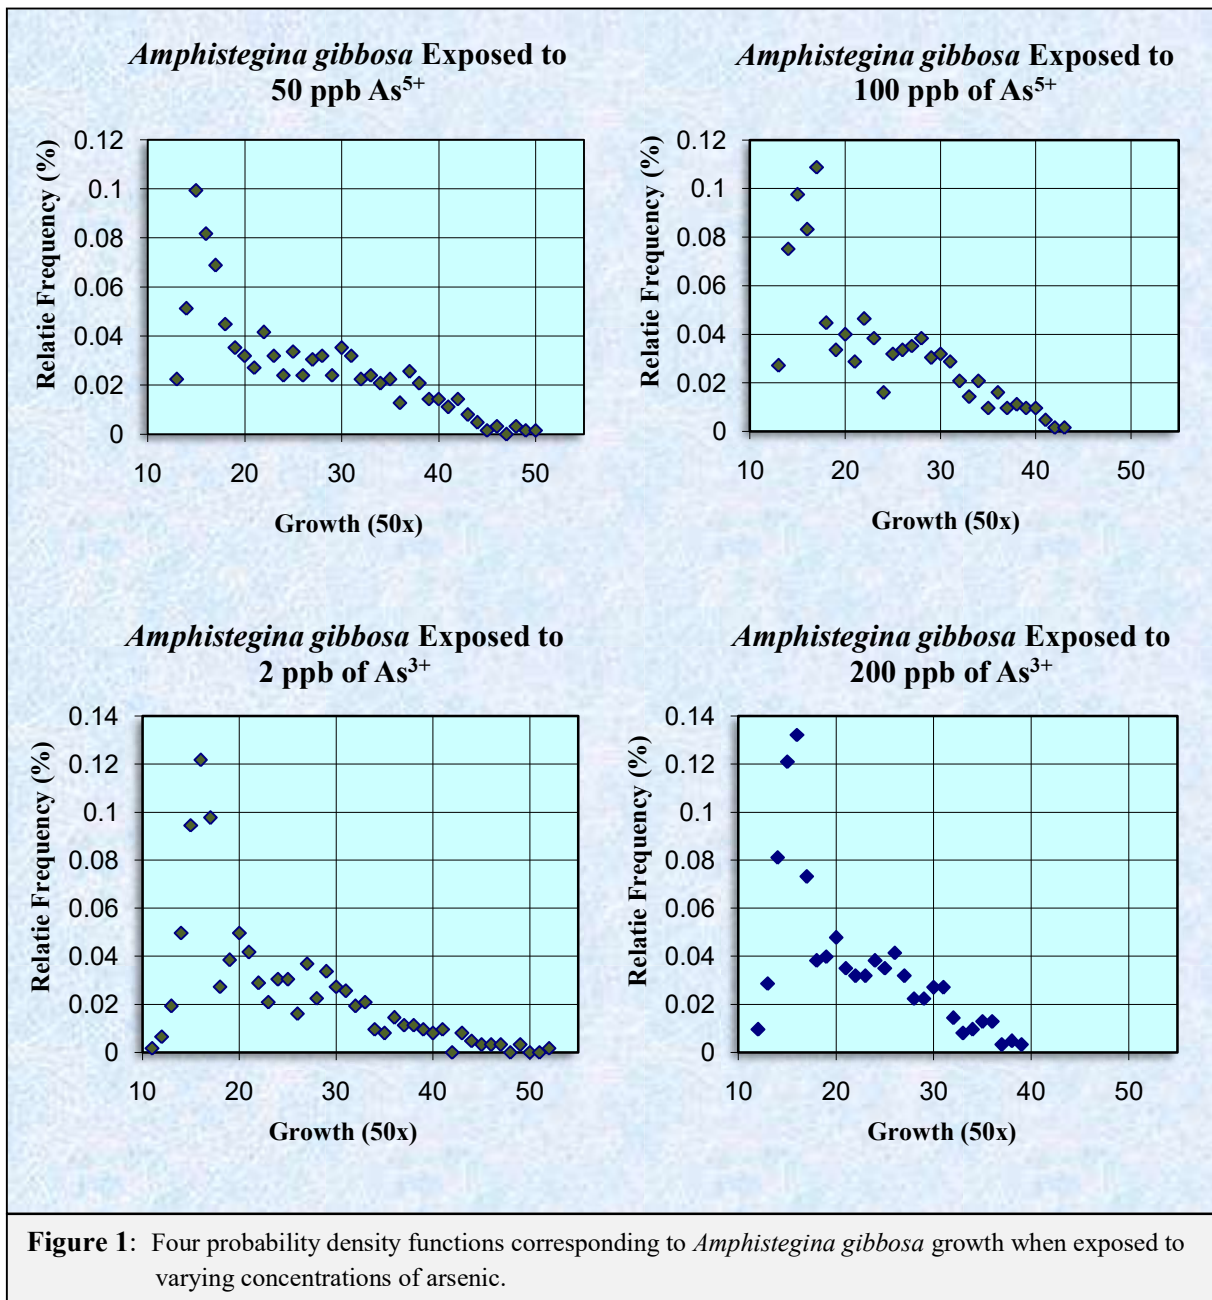 Amphistegina gibbosa Exposed to
50 ppb As⁵⁺
Relatie Frequency (%)
0.12
0.1
0.08
0.06
0.04
0.02
0
10 20 30 40 50
Growth (50x)
Amphistegina gibbosa Exposed to
100 ppb of As⁵⁺
Relatie Frequency (%)
0.12
0.1
0.08
0.06
0.04
0.02
0
10 20 30 40 50
Growth (50x)
Amphistegina gibbosa Exposed to
2 ppb of As³⁺
Relatie Frequency (%)
0.14
0.12
0.1
0.08
0.06
0.04
0.02
0
10 20 30 40 50
Growth (50x)
Amphistegina gibbosa Exposed to
200 ppb of As³⁺
Relatie Frequency (%)
0.14
0.12
0.1
0.08
0.06
0.04
0.02
0
10 20 30 40 50
Growth (50x)
Figure 1: Four probability density functions corresponding to Amphistegina gibbosa growth when exposed to
varying concentrations of arsenic.